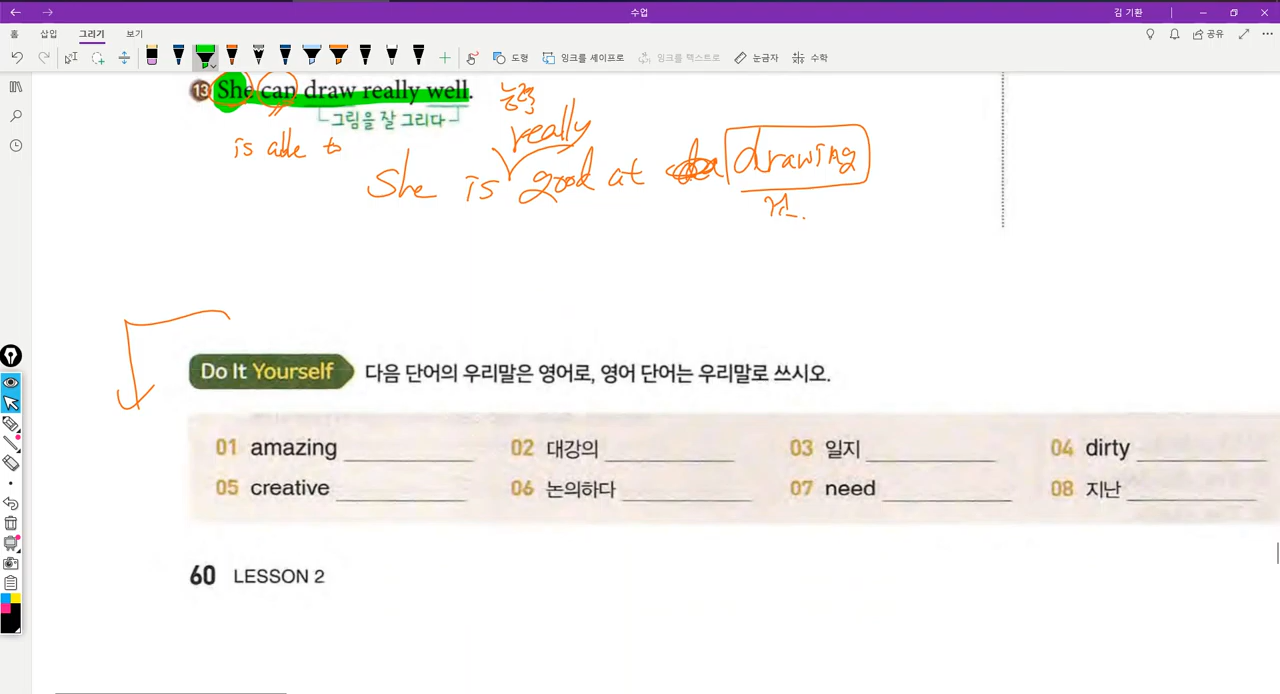 수업
김 기환
홈 삽입 그리기 보기
도형 잉크를 셰이프로 잉크를 텍스트로 눈금자 수학 공유
13 She can draw really well.
그림을 잘 그리다
능력
is able to
really
She is good at drawing
것
Do It Yourself 다음 단어의 우리말은 영어로, 영어 단어는 우리말로 쓰시오.
01 amazing 02 대강의 03 일지 04 dirty
05 creative 06 논의하다 07 need 08 지난
60 LESSON 2